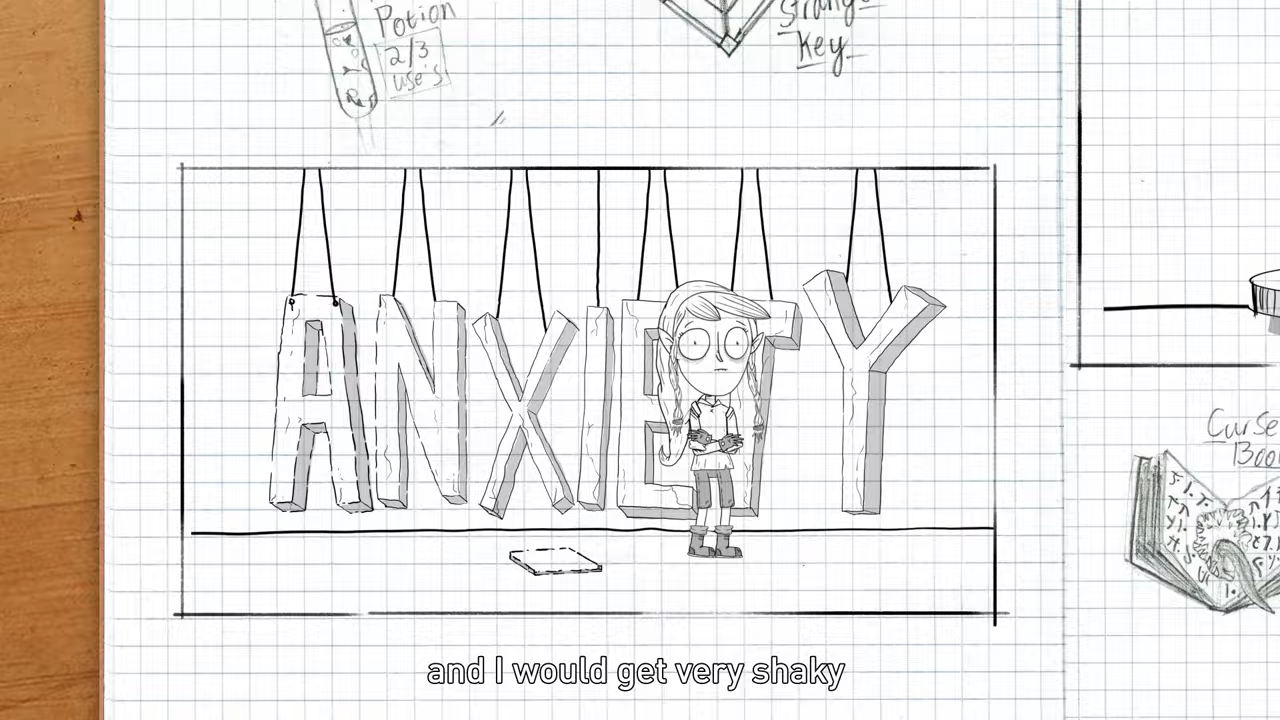 Potion
2/3
use's
Strange
Key
ANXIETY
Curse
Boo
and I would get very shaky